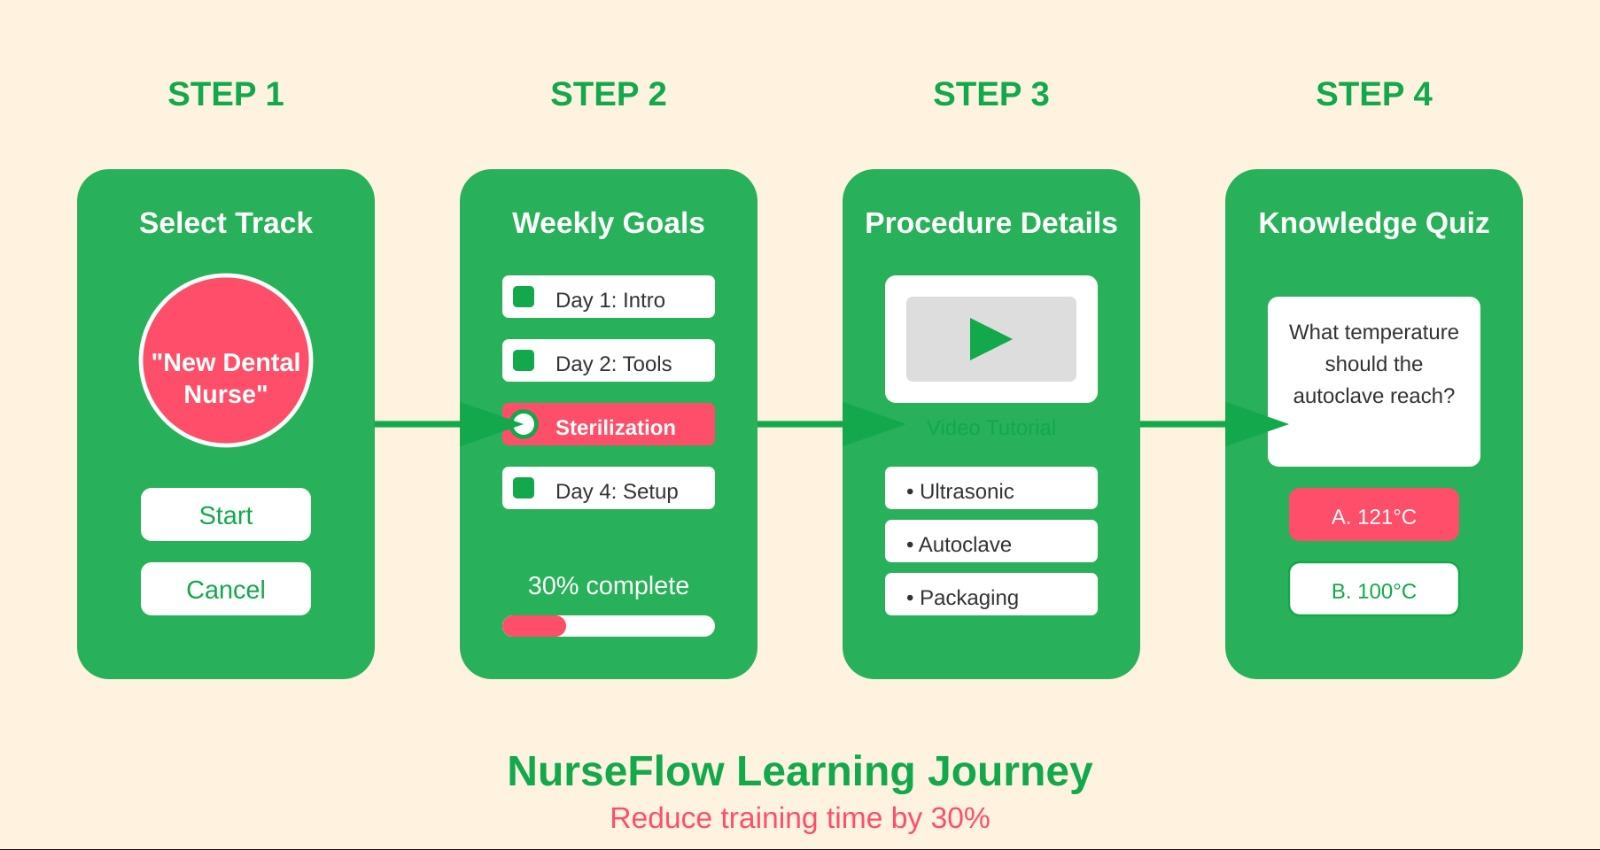 STEP 1
STEP 2
STEP 3
STEP 4
Select Track
"New Dental
Nurse"
Start
Cancel
Weekly Goals
Day 1: Intro
Day 2: Tools
Sterilization
Day 4: Setup
30% complete
Procedure Details
Video Tutorial
• Ultrasonic
• Autoclave
• Packaging
Knowledge Quiz
What temperature
should the
autoclave reach?
A. 121°C
B. 100°C
NurseFlow Learning Journey
Reduce training time by 30%